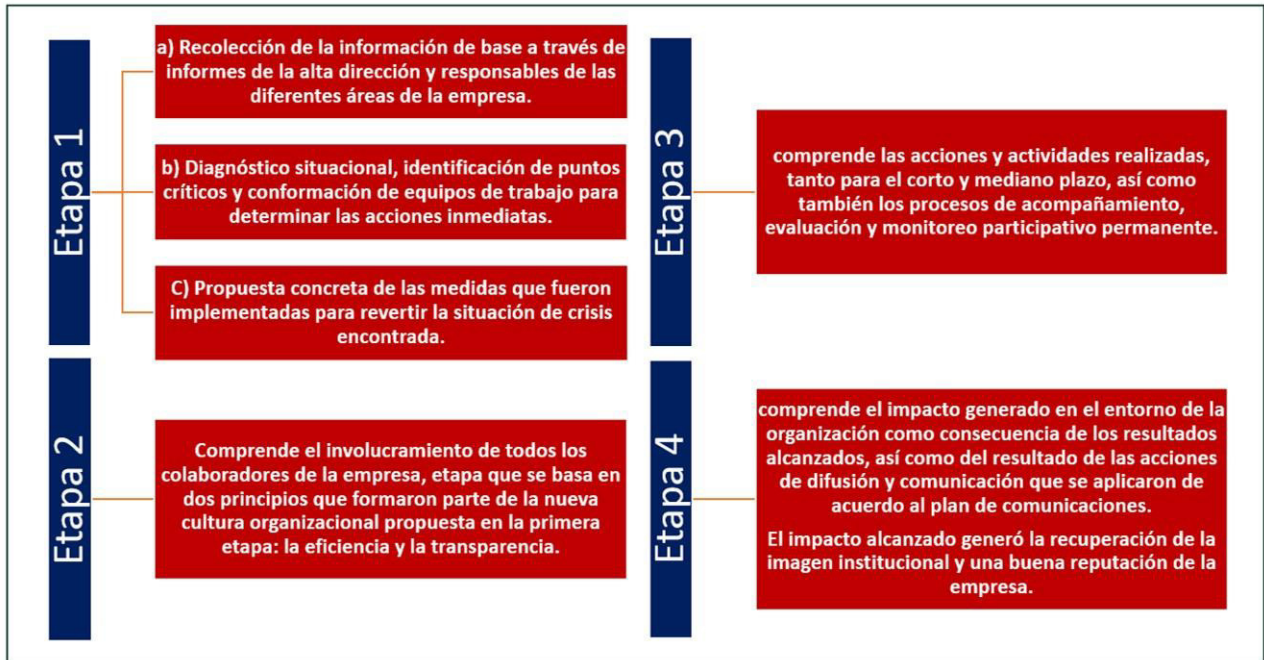 Etapa 1
a) Recolección de la información de base a través de
informes de la alta dirección y responsables de las
diferentes áreas de la empresa.
b) Diagnóstico situacional, identificación de puntos
críticos y conformación de equipos de trabajo para
determinar las acciones inmediatas.
C) Propuesta concreta de las medidas que fueron
implementadas para revertir la situación de crisis
encontrada.
Etapa 2
Comprende el involucramiento de todos los
colaboradores de la empresa, etapa que se basa en
dos principios que formaron parte de la nueva
cultura organizacional propuesta en la primera
etapa: la eficiencia y la transparencia.
Etapa 3
comprende las acciones y actividades realizadas,
tanto para el corto y mediano plazo, así como
también los procesos de acompañamiento,
evaluación y monitoreo participativo permanente.
Etapa 4
comprende el impacto generado en el entorno de la
organización como consecuencia de los resultados
alcanzados, así como del resultado de las acciones
de difusión y comunicación que se aplicaron de
acuerdo al plan de comunicaciones.
El impacto alcanzado generó la recuperación de la
imagen institucional y una buena reputación de la
empresa.